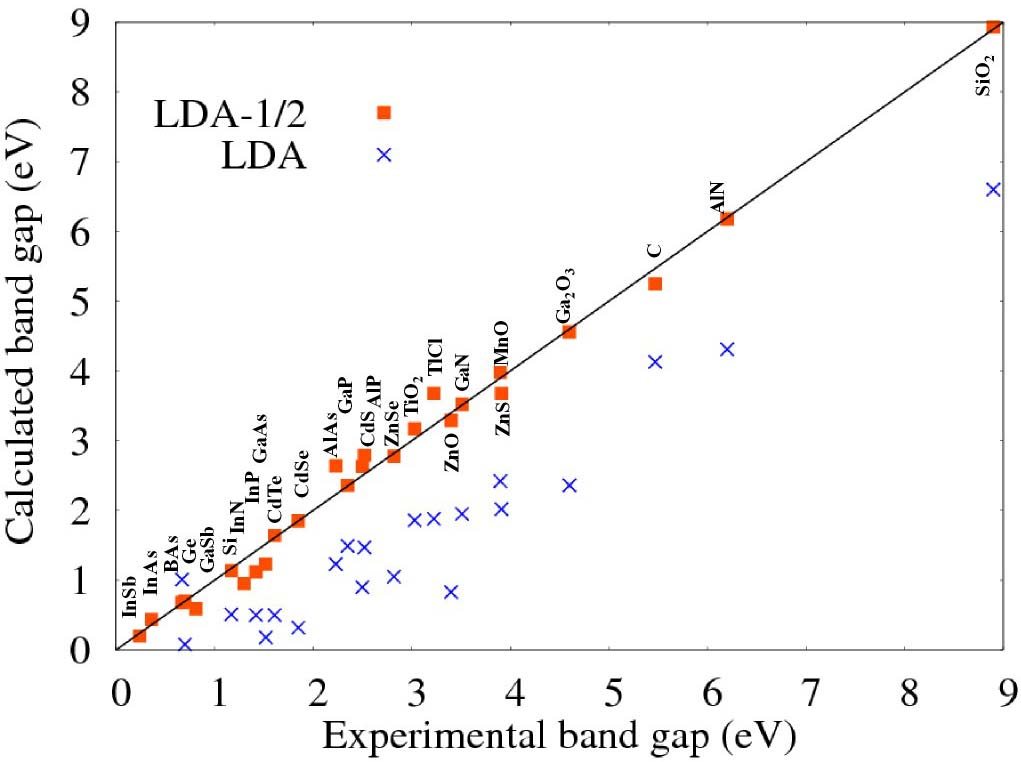 Calculated band gap (eV)
9
8
7
6
5
4
3
2
1
0
LDA-1/2
LDA
InSb
InAs
BAs
Ge
GaSb
Si
InN
InP
GaAs
CdTe
CdSe
AlAs
GaP
CdS
AlP
ZnSe
TiO2
TlCl
ZnO
GaN
MnO
ZnS
Ga2O3
C
AlN
SiO2
0 1 2 3 4 5 6 7 8 9
Experimental band gap (eV)